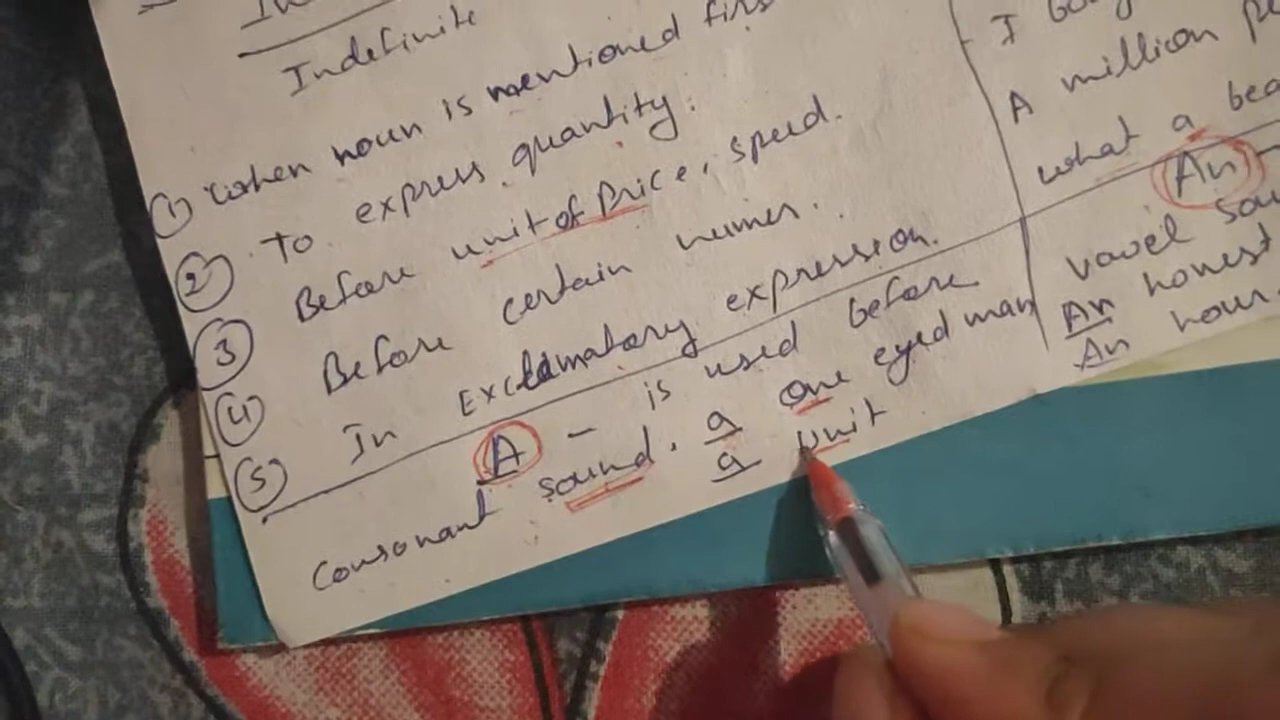 Indefinite
① When noun is mentioned first
② To express quantity.
③ Before unit of price, speed.
④ Before certain numer.
⑤ In Exclamatory expression.
A - is used before
consonant sound. a one eyed man
a unit
I
A million
what a
An
vowel
An honest
An hour.